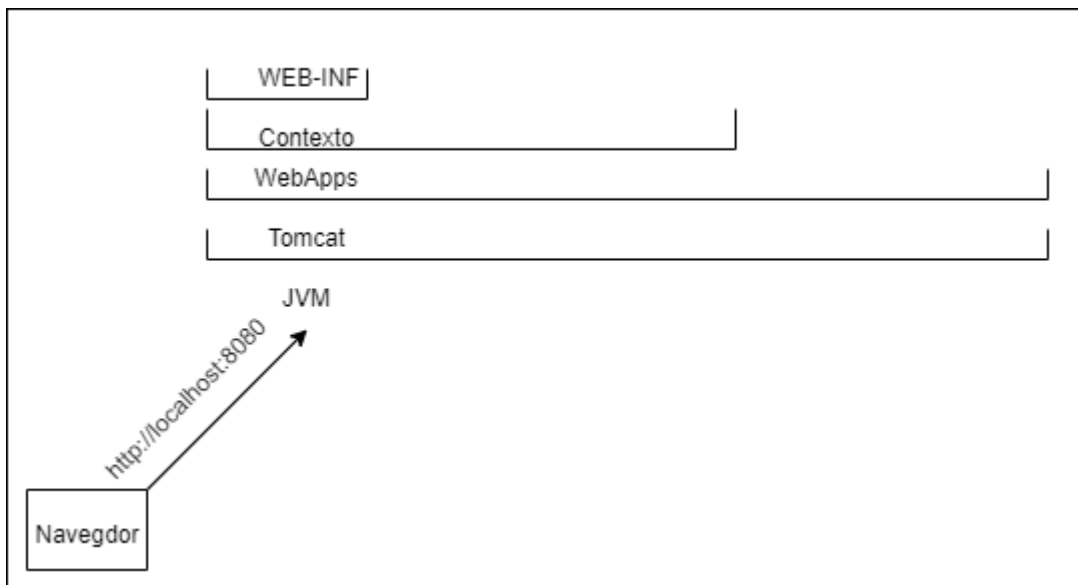 WEB-INF
Contexto
WebApps
Tomcat
JVM
http://localhost:8080
Navegdor